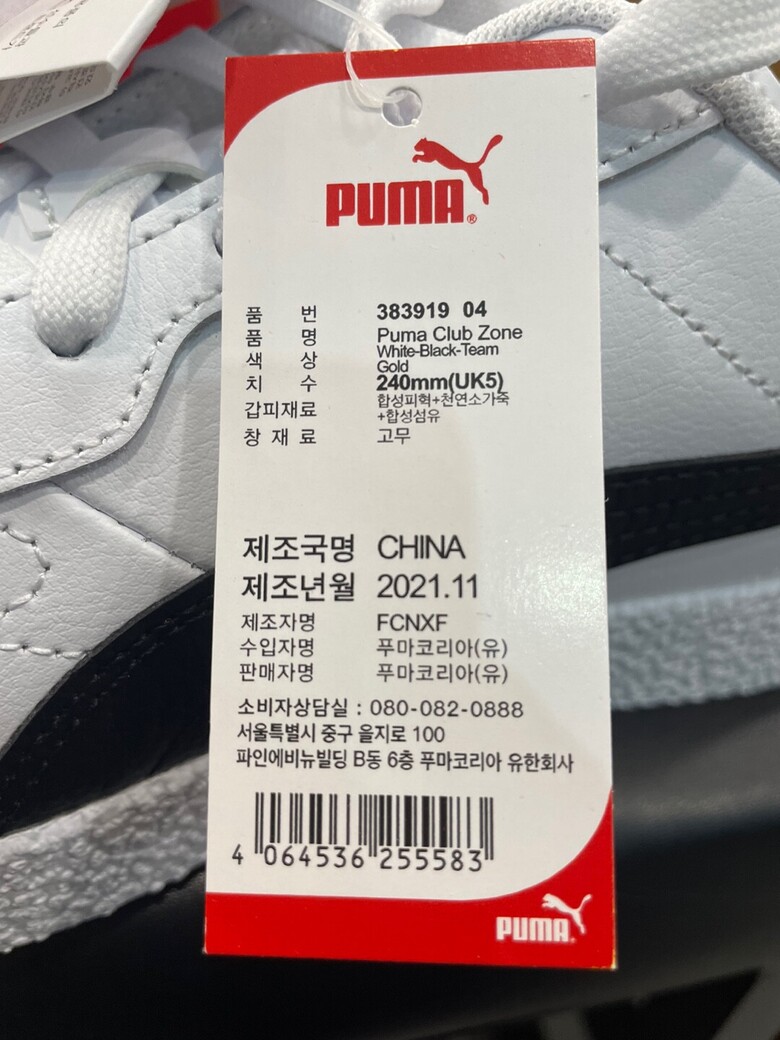 PUMA
품 번 383919 04
품 명 Puma Club Zone
색 상 White-Black-Team
Gold
치 수 240mm(UK5)
갑피재료 합성피혁+천연소가죽
+합성섬유
창 재 료 고무
제조국명 CHINA
제조년월 2021.11
제조자명 FCNXF
수입자명 푸마코리아(유)
판매자명 푸마코리아(유)
소비자상담실 : 080-082-0888
서울특별시 중구 을지로 100
파인에비뉴빌딩 B동 6층 푸마코리아 유한회사
4 064536 255583
PUMA